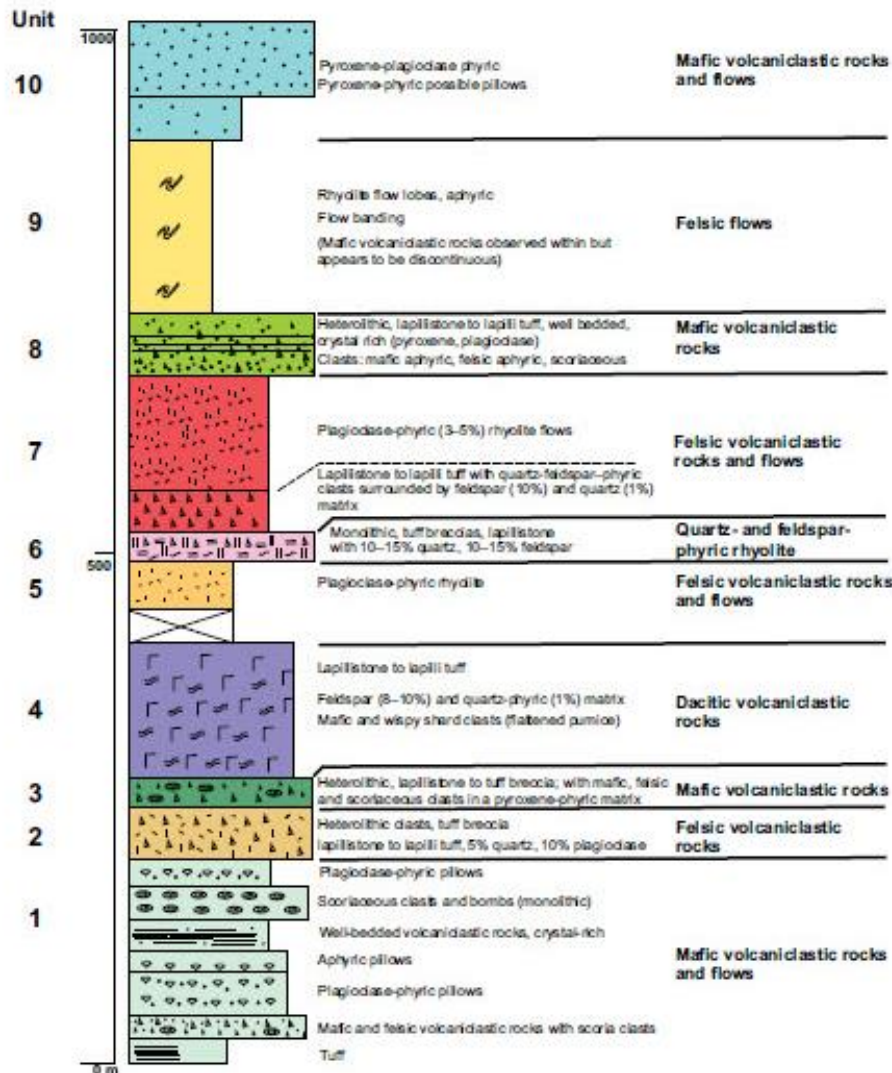 Unit
1000
10
Pyroxene-plagioclase phyric
Pyroxene-phyric possible pillows
Mafic volcaniclastic rocks
and flows
9
Rhyolite flow lobes, aphyric
Flow banding
(Mafic volcaniclastic rocks observed within but
appears to be discontinuous)
Felsic flows
8
Heterolithic, lapillistone to lapilli tuff, well bedded,
crystal rich (pyroxene, plagioclase)
Clasts: mafic aphyric, felsic aphyric, scoriaceous
Mafic volcaniclastic
rocks
7
Plagioclase-phyric (3–5%) rhyolite flows
Lapillistone to lapilli tuff with quartz-feldspar–phyric
clasts surrounded by feldspar (10%) and quartz (1%)
matrix
Felsic volcaniclastic
rocks and flows
6
Monolithic, tuff breccias, lapillistone
with 10–15% quartz, 10–15% feldspar
Quartz- and feldspar-
phyric rhyolite
500
5
Plagioclase-phyric rhyolite
Felsic volcaniclastic rocks
and flows
4
Lapillistone to lapilli tuff
Feldspar (8–10%) and quartz-phyric (1%) matrix
Mafic and wispy shard clasts (flattened pumice)
Dacitic volcaniclastic
rocks
3
Heterolithic, lapillistone to tuff breccia; with mafic, felsic
and scoriaceous clasts in a pyroxene-phyric matrix
Mafic volcaniclastic rocks
2
Heterolithic clasts, tuff breccia
lapillistone to lapilli tuff, 5% quartz, 10% plagioclase
Felsic volcaniclastic
rocks
1
Plagioclase-phyric pillows
Scoriaceous clasts and bombs (monolithic)
Well-bedded volcaniclastic rocks, crystal-rich
Aphyric pillows
Plagioclase-phyric pillows
Mafic and felsic volcaniclastic rocks with scoria clasts
Tuff
Mafic volcaniclastic rocks
and flows
0 m